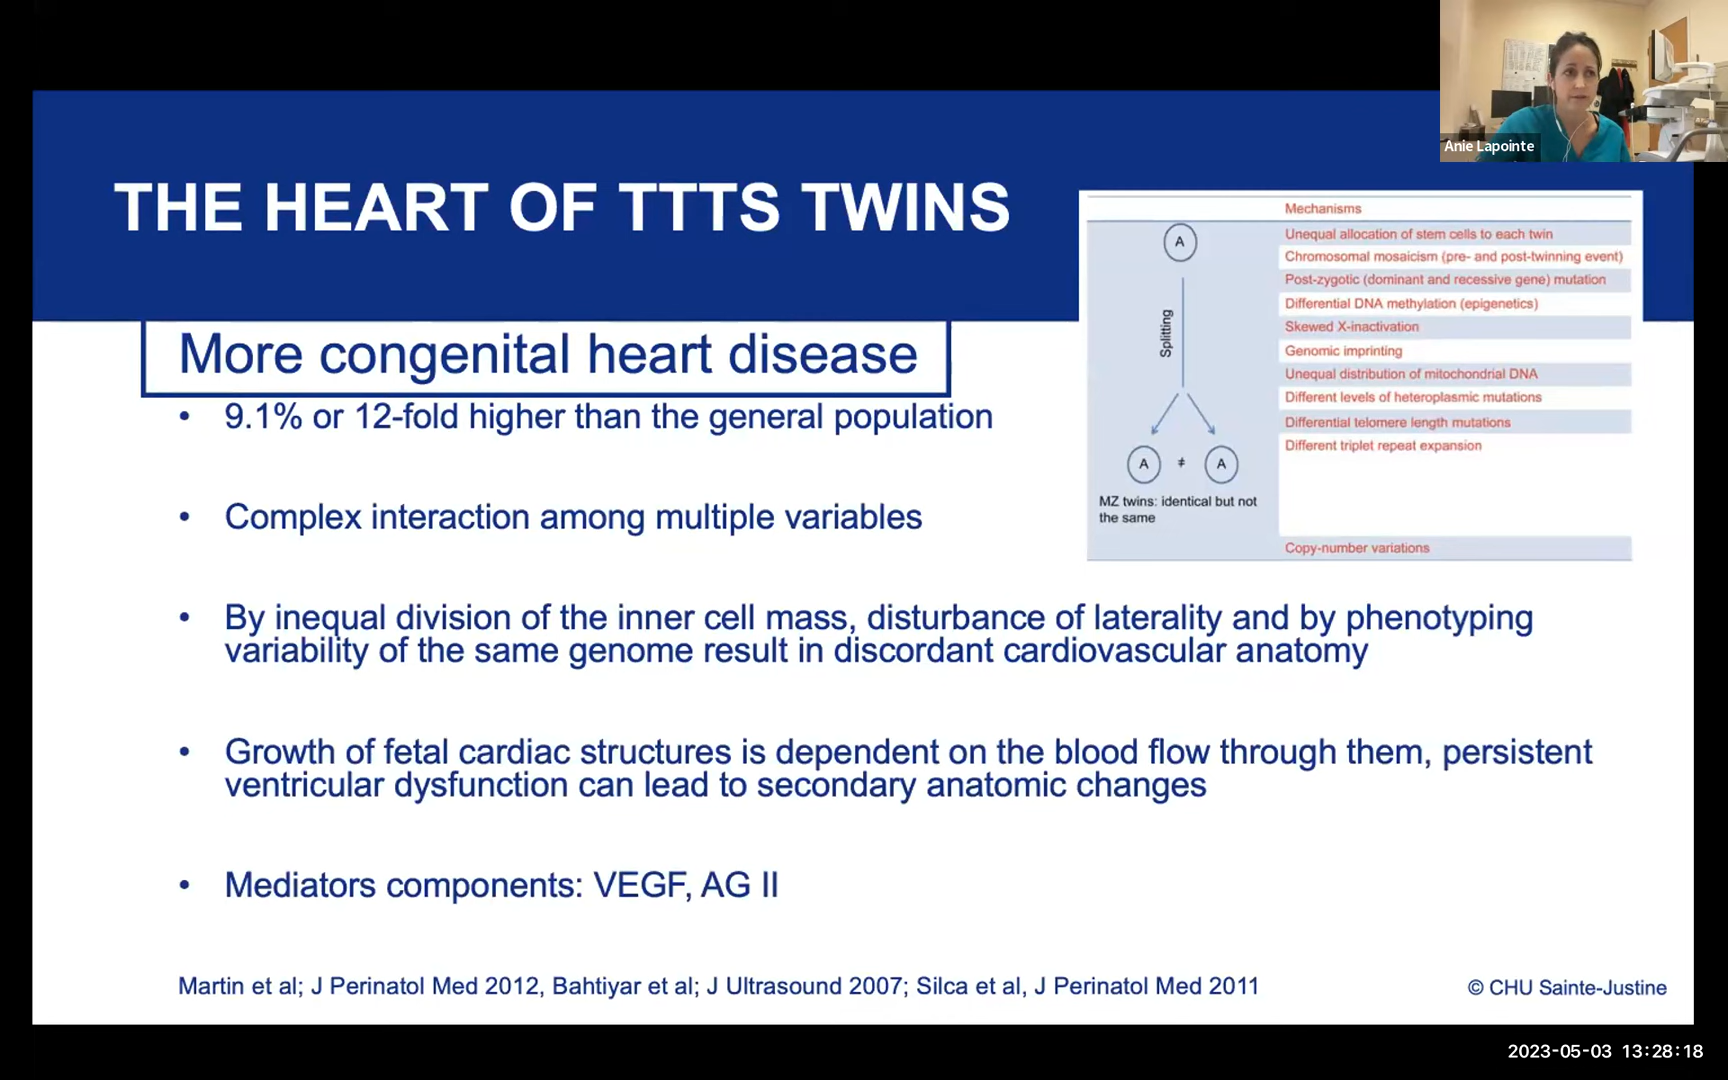 Anie Lapointe
THE HEART OF TTTS TWINS
More congenital heart disease
• 9.1% or 12-fold higher than the general population
• Complex interaction among multiple variables
• By inequal division of the inner cell mass, disturbance of laterality and by phenotyping
variability of the same genome result in discordant cardiovascular anatomy
• Growth of fetal cardiac structures is dependent on the blood flow through them, persistent
ventricular dysfunction can lead to secondary anatomic changes
• Mediators components: VEGF, AG II
Mechanisms
A
Unequal allocation of stem cells to each twin
Chromosomal mosaicism (pre- and post-twinning event)
Post-zygotic (dominant and recessive gene) mutation
Differential DNA methylation (epigenetics)
Splitting
Skewed X-inactivation
Genomic imprinting
Unequal distribution of mitochondrial DNA
Different levels of heteroplasmic mutations
Differential telomere length mutations
Different triplet repeat expansion
A ≠ A
MZ twins: identical but not
the same
Copy-number variations
Martin et al; J Perinatol Med 2012, Bahtiyar et al; J Ultrasound 2007; Silca et al, J Perinatol Med 2011
© CHU Sainte-Justine
2023-05-03 13:28:18